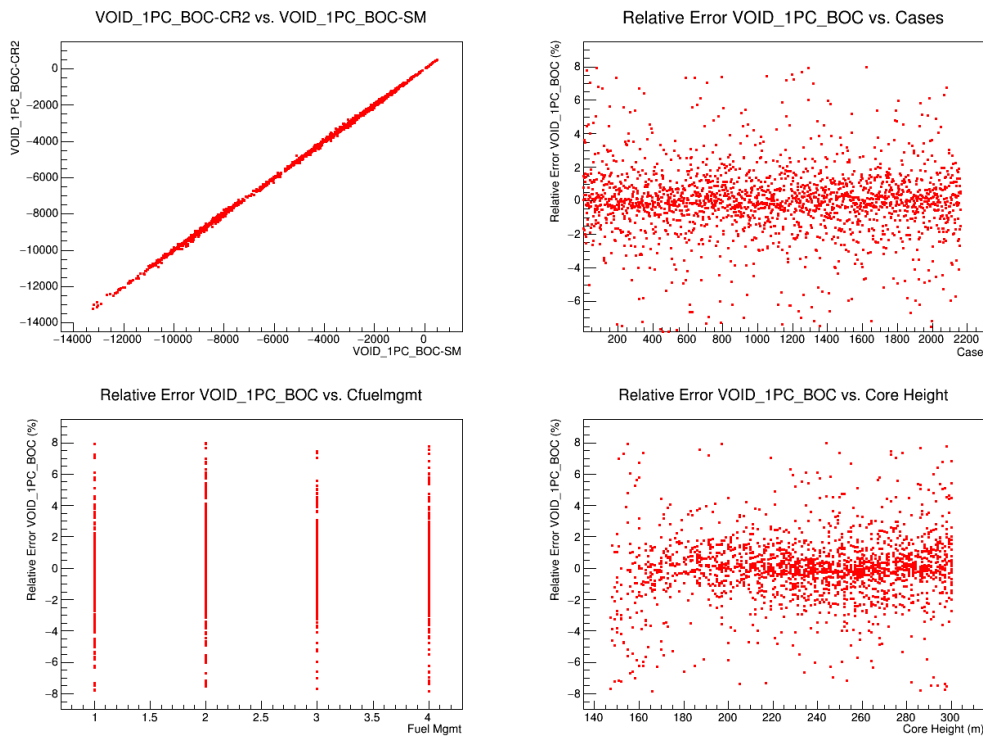 VOID_1PC_BOC-CR2 vs. VOID_1PC_BOC-SM
VOID_1PC_BOC-CR2
0
−2000
−4000
−6000
−8000
−10000
−12000
−14000
−14000 −12000 −10000 −8000 −6000 −4000 −2000 0
VOID_1PC_BOC-SM
Relative Error VOID_1PC_BOC vs. Cases
Relative Error VOID_1PC_BOC (%)
8
6
4
2
0
−2
−4
−6
200 400 600 800 1000 1200 1400 1600 1800 2000 2200
Case
Relative Error VOID_1PC_BOC vs. Cfuelmgmt
Relative Error VOID_1PC_BOC (%)
8
6
4
2
0
−2
−4
−6
−8
1 1.5 2 2.5 3 3.5 4
Fuel Mgmt
Relative Error VOID_1PC_BOC vs. Core Height
Relative Error VOID_1PC_BOC (%)
8
6
4
2
0
−2
−4
−6
−8
140 160 180 200 220 240 260 280 300
Core Height (m)